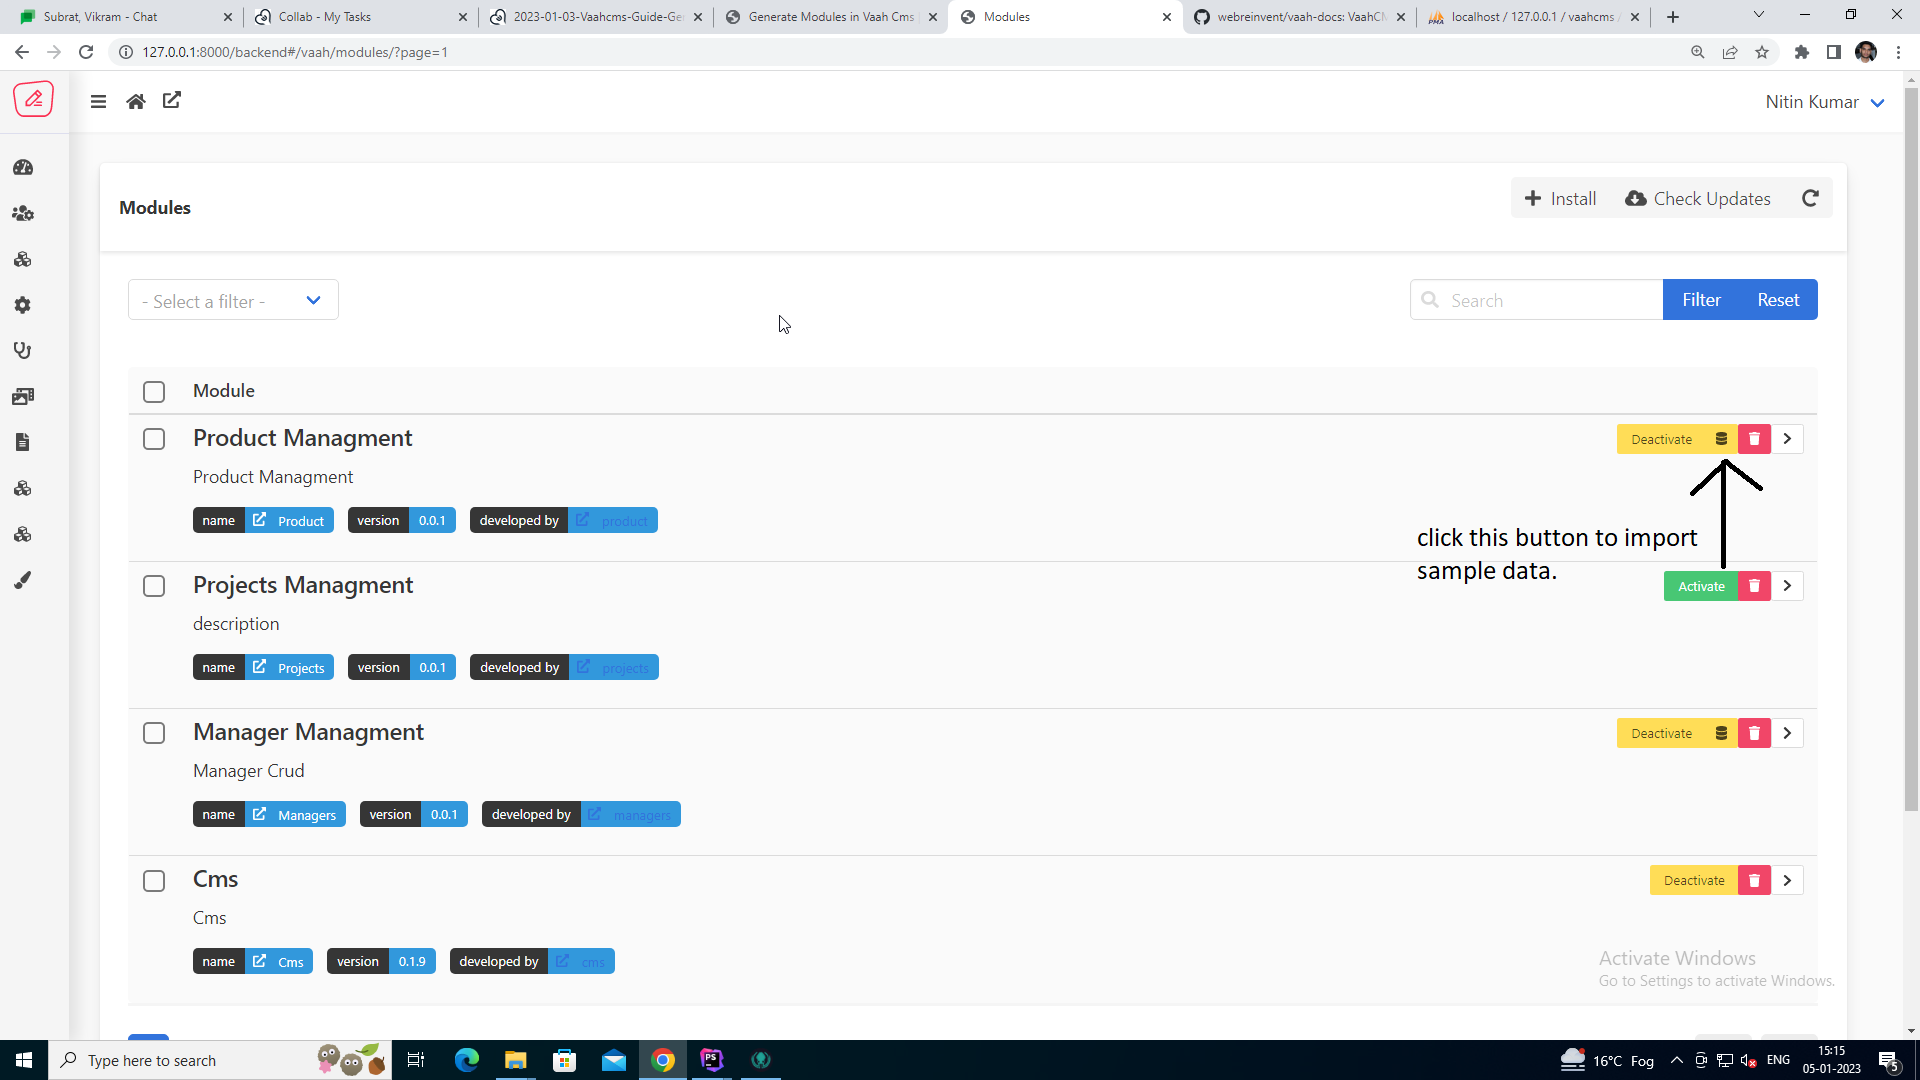 Subrat, Vikram - Chat
Collab - My Tasks
2023-01-03-Vaahcms-Guide-Ge
Generate Modules in Vaah Cms
Modules
webreinvent/vaah-docs: VaahCM
localhost / 127.0.0.1 / vaahcms
127.0.0.1:8000/backend#/vaah/modules/?page=1
Nitin Kumar
Modules
Install
Check Updates
- Select a filter -
Search
Filter
Reset
Module
Product Managment
Deactivate
Product Managment
name Product version 0.0.1 developed by product
click this button to import
sample data.
Projects Managment
Activate
description
name Projects version 0.0.1 developed by projects
Manager Managment
Deactivate
Manager Crud
name Managers version 0.0.1 developed by managers
Cms
Deactivate
Cms
name Cms version 0.1.9 developed by cms
Activate Windows
Go to Settings to activate Windows.
Type here to search
PS
16°C Fog
ENG
15:15
05-01-2023
5